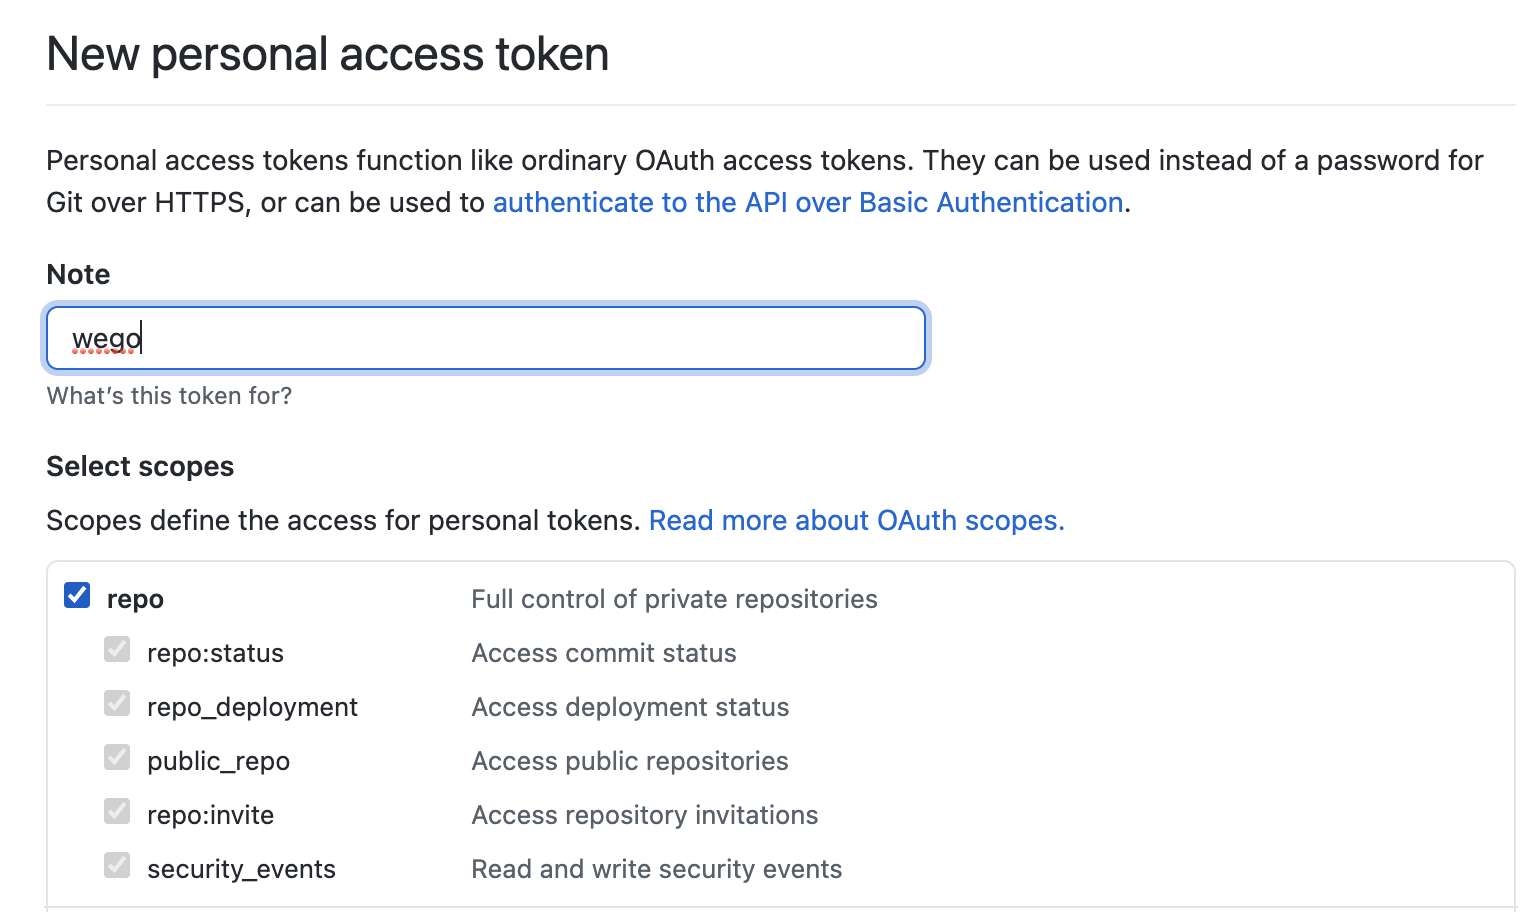 New personal access token
Personal access tokens function like ordinary OAuth access tokens. They can be used instead of a password for
Git over HTTPS, or can be used to authenticate to the API over Basic Authentication.
Note
wego
What's this token for?
Select scopes
Scopes define the access for personal tokens. Read more about OAuth scopes.
repo Full control of private repositories
repo:status Access commit status
repo_deployment Access deployment status
public_repo Access public repositories
repo:invite Access repository invitations
security_events Read and write security events